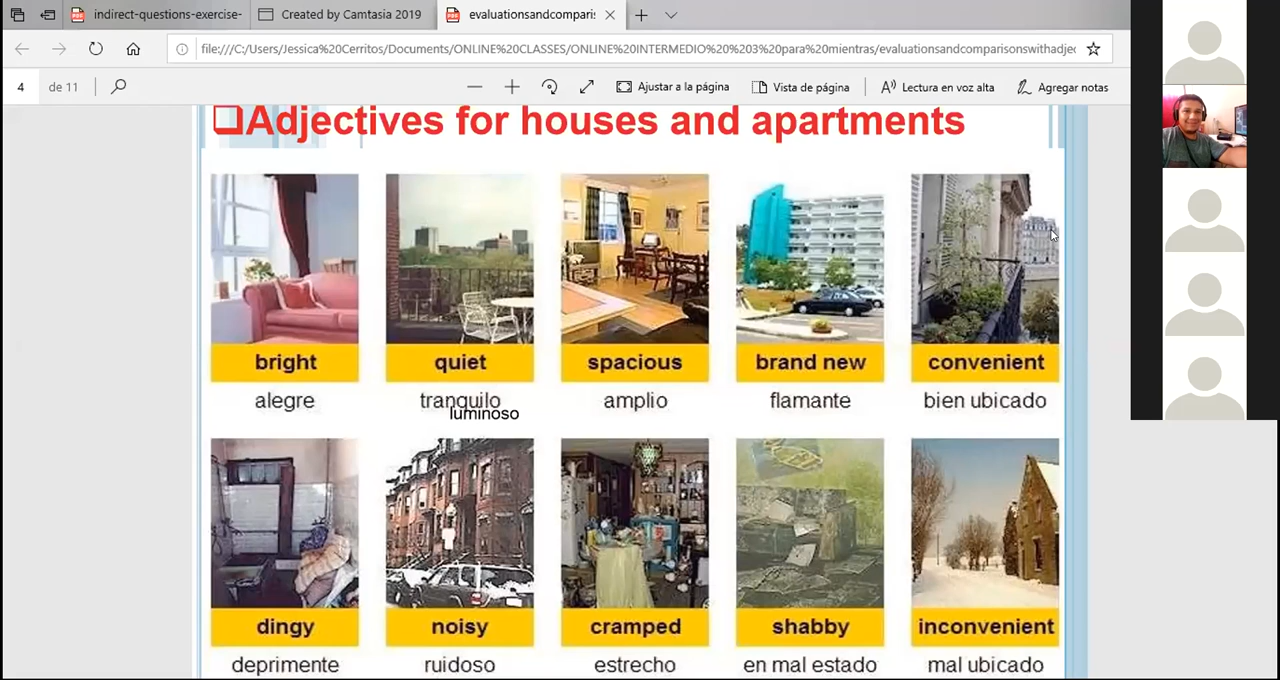 indirect-questions-exercise-
Created by Camtasia 2019
evaluationsandcomparis
file:///C:/Users/Jessica%20Cerritos/Documents/ONLINE%20CLASSES/ONLINE%20INTERMEDIO%20%203%20para%20mientras/evaluationsandcomparisonswithadjec
4 de 11
Ajustar a la página
Vista de página
Lectura en voz alta
Agregar notas
Adjectives for houses and apartments
bright quiet spacious brand new convenient
alegre tranquilo amplio flamante bien ubicado
luminoso
dingy noisy cramped shabby inconvenient
deprimente ruidoso estrecho en mal estado mal ubicado